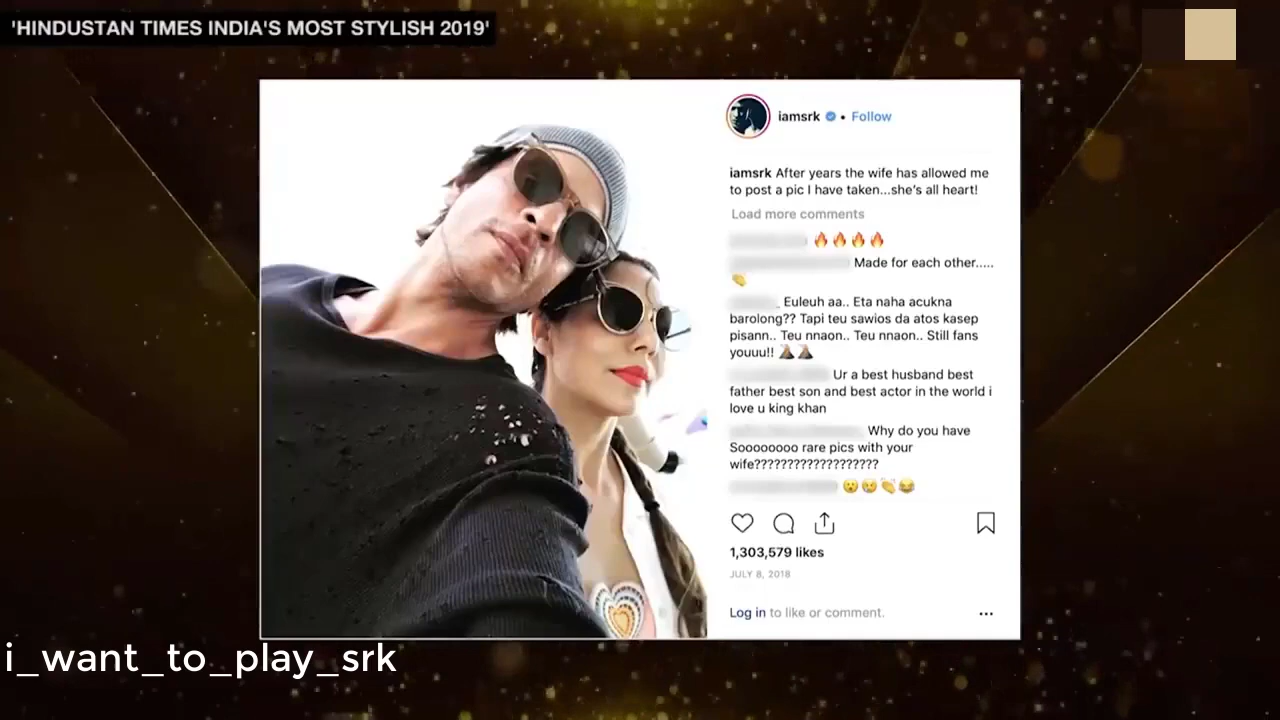 'HINDUSTAN TIMES INDIA'S MOST STYLISH 2019'
iamsrk • Follow
iamsrk After years the wife has allowed me
to post a pic I have taken...she's all heart!
Load more comments
🔥🔥🔥🔥
Made for each other.....
👏
Euleuh aa.. Eta naha acukna
barolong?? Tapi teu sawios da atos kasep
pisann.. Teu nnaon.. Teu nnaon.. Still fans
youuu!! 🌋🌋
Ur a best husband best
father best son and best actor in the world i
love u king khan
Why do you have
Soooooooo rare pics with your
wife???????????????????
😮😢👏😂
1,303,579 likes
JULY 8, 2018
Log in to like or comment.
i_want_to_play_srk